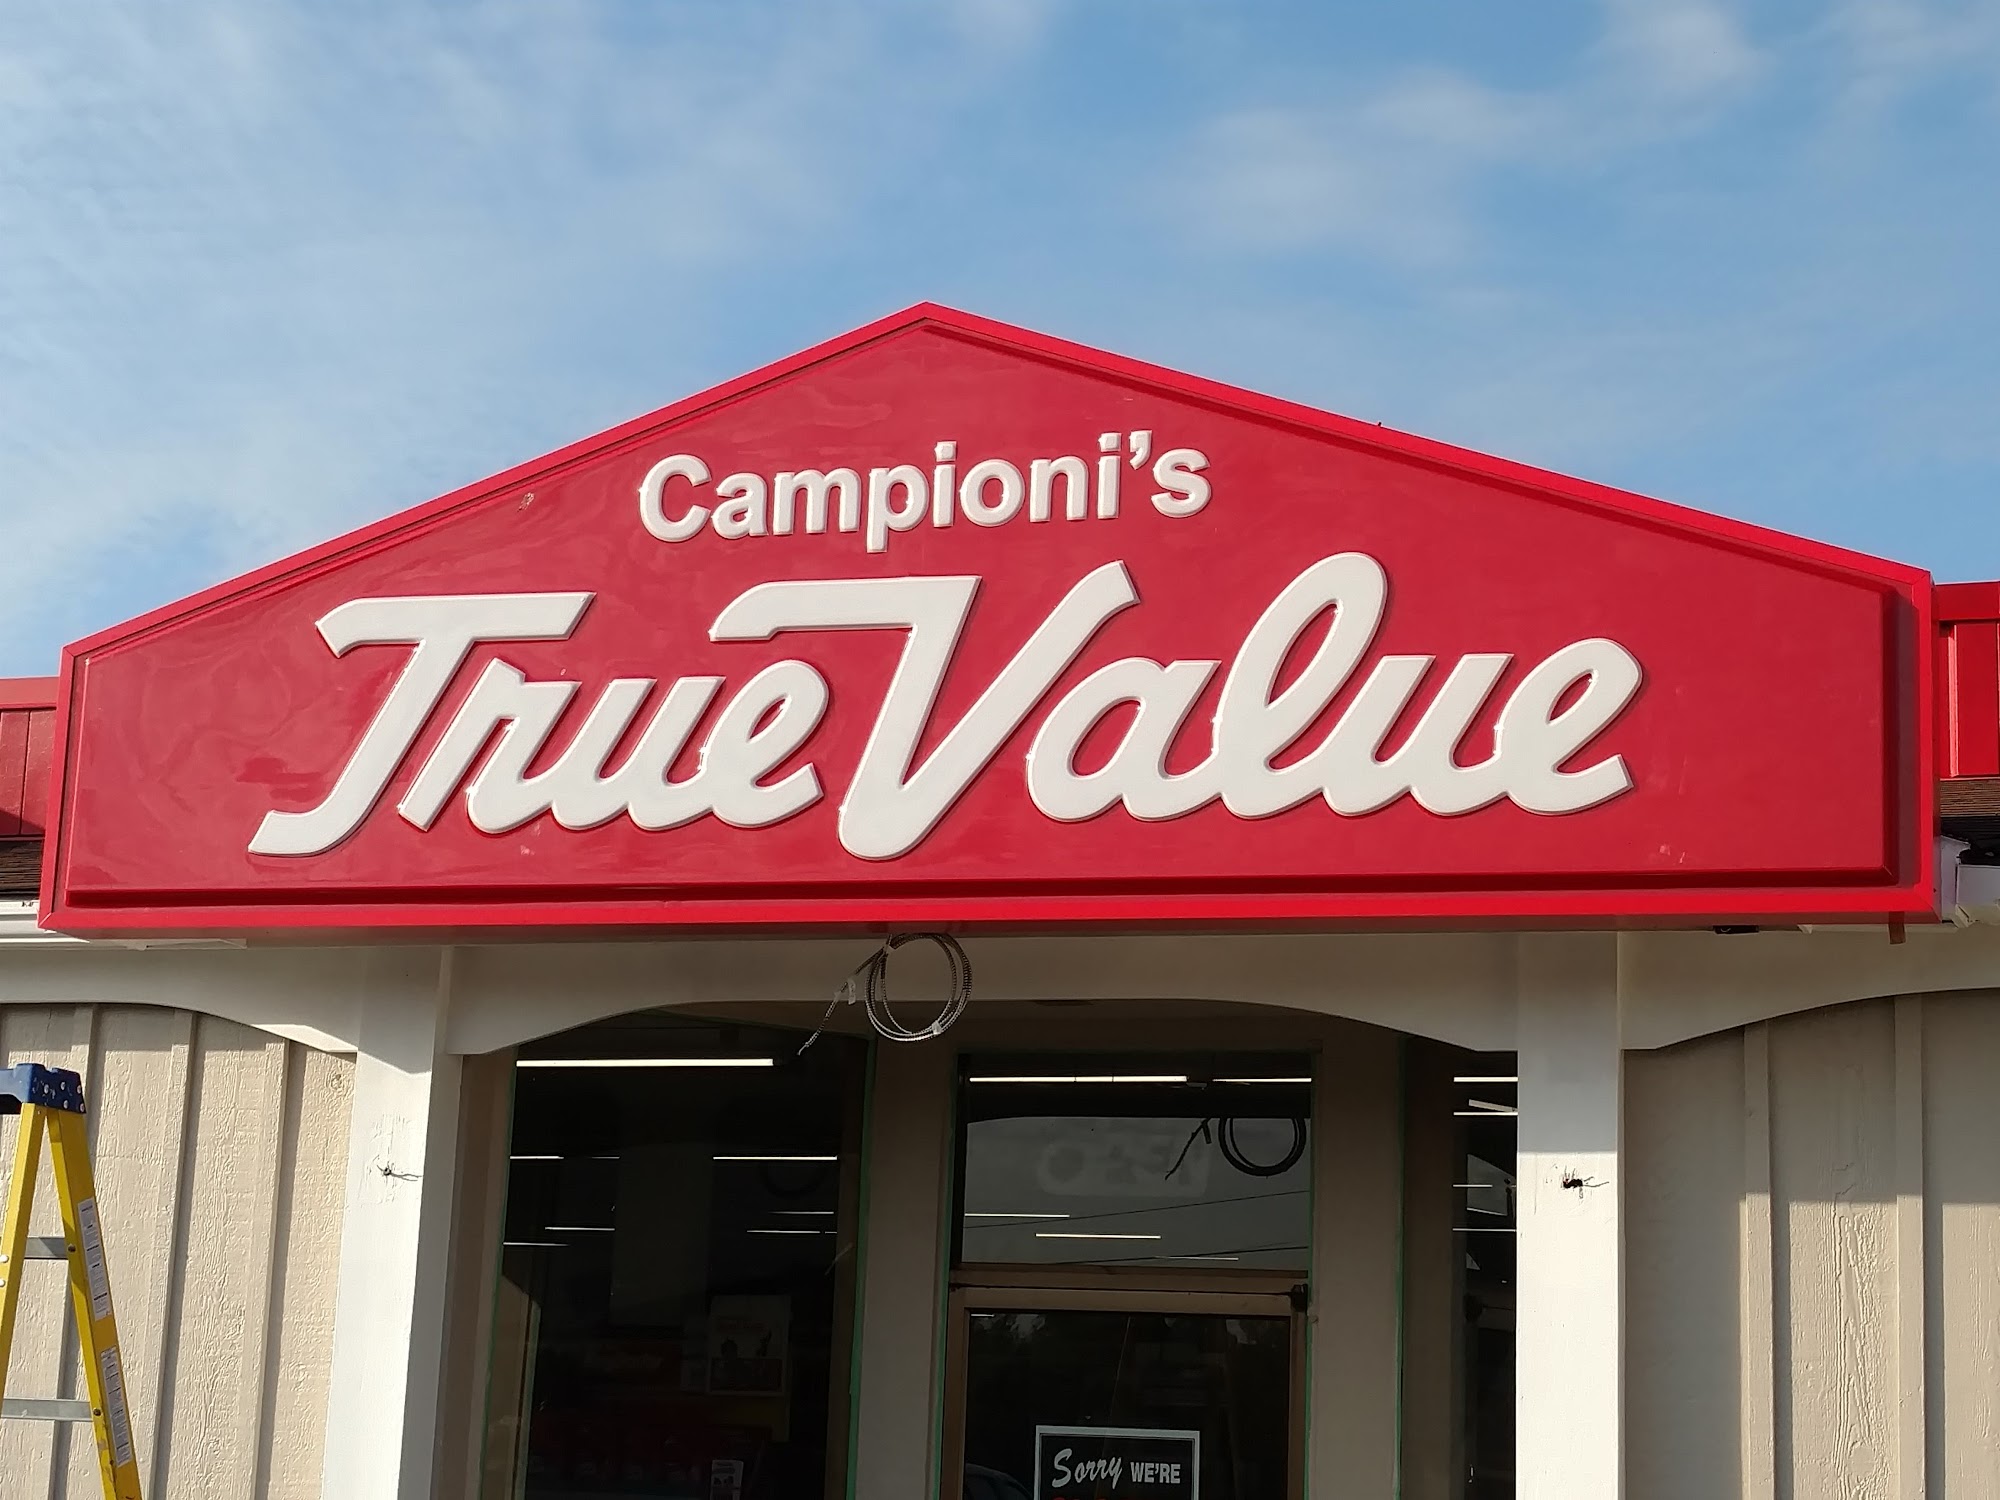 Campioni's
True Value
Sorry WE'RE